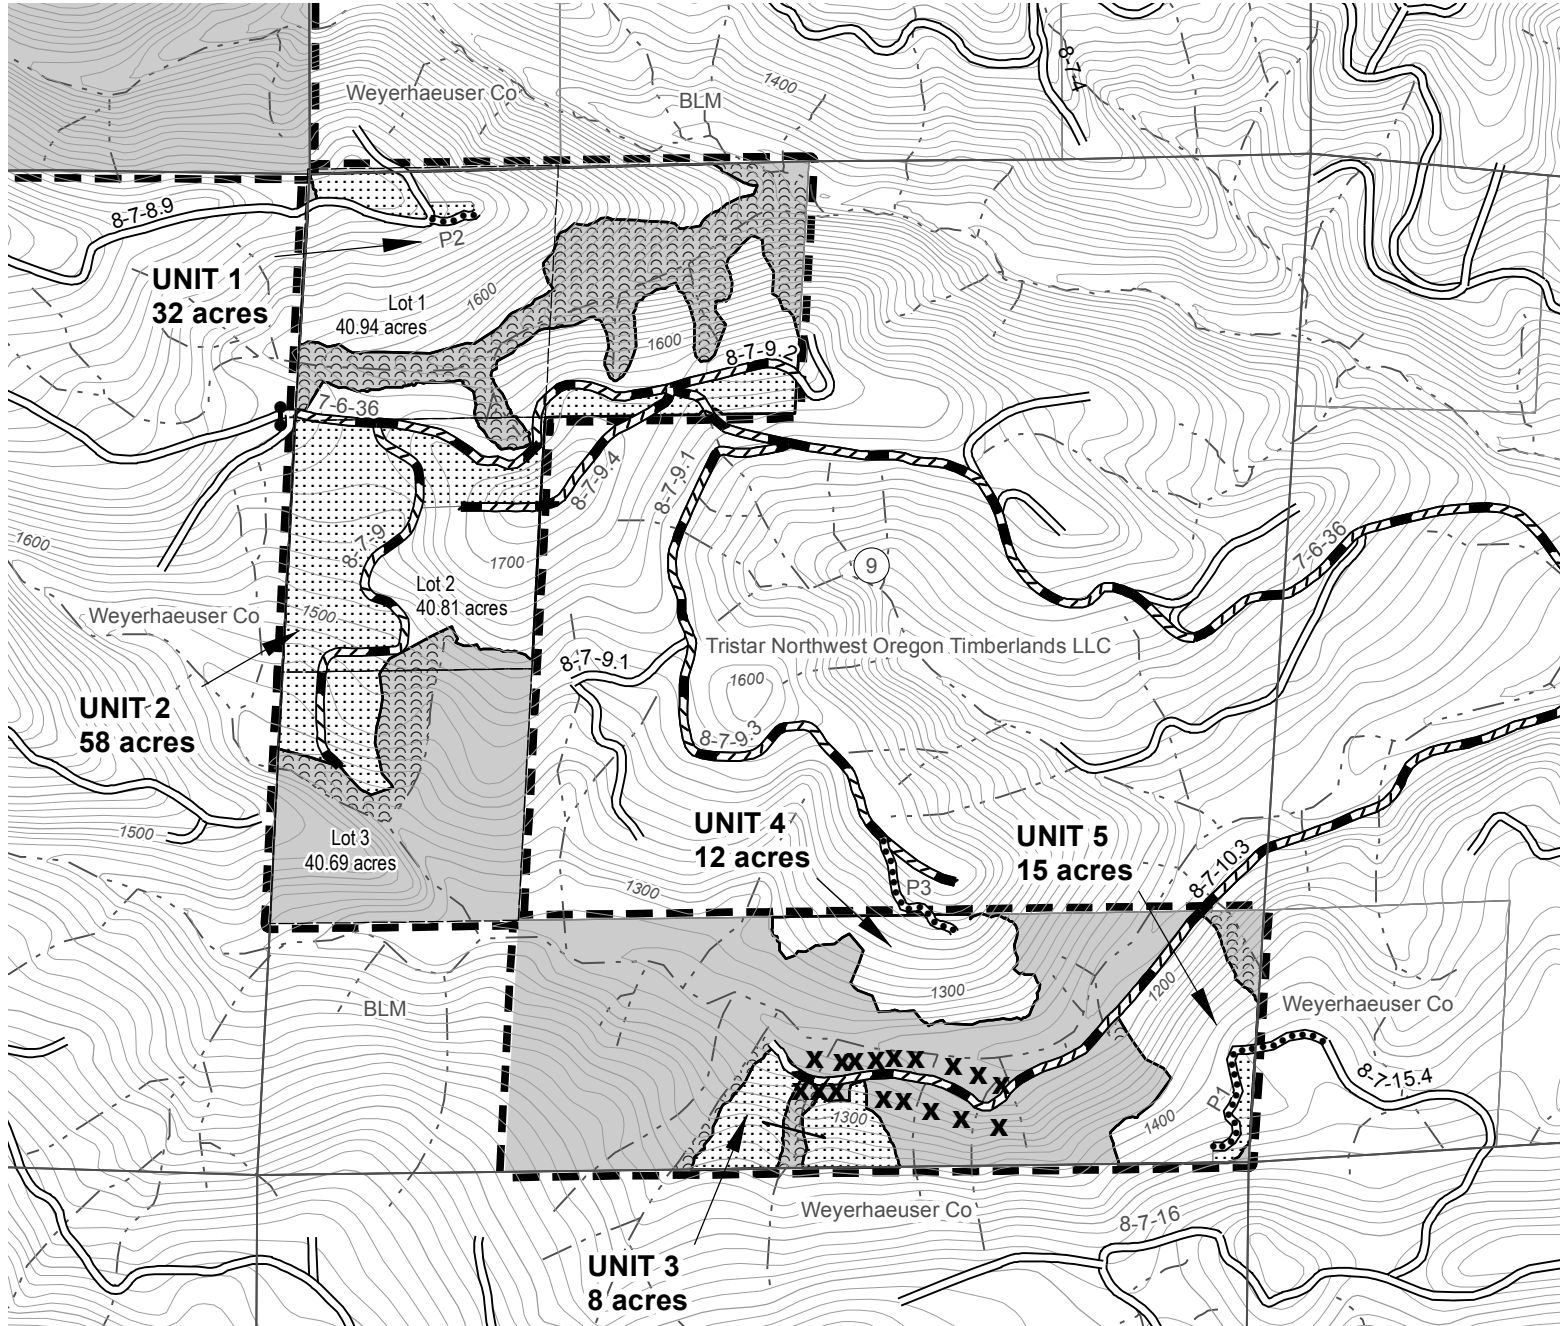 8-7-4
1400
Weyerhaeuser Co
BLM
8-7-8.9
P2
UNIT 1
32 acres
1600
Lot 1
40.94 acres
1600
8-7-9.2
7-6-36
8-7-9.4
8-7-9.1
1600
8-7-9
1700
9
7-6-36
Lot 2
40.81 acres
1500
Weyerhaeuser Co
Tristar Northwest Oregon Timberlands LLC
8-7-9.1
1600
UNIT 2
58 acres
8-7-9.3
1500
Lot 3
40.69 acres
UNIT 4
12 acres
UNIT 5
15 acres
8-7-10.3
1300
P3
1300
1200
BLM
Weyerhaeuser Co
X X X X X X X X X
8-7-15.4
X X X X X X X X
P1
1300
1400
Weyerhaeuser Co
8-7-16
UNIT 3
8 acres